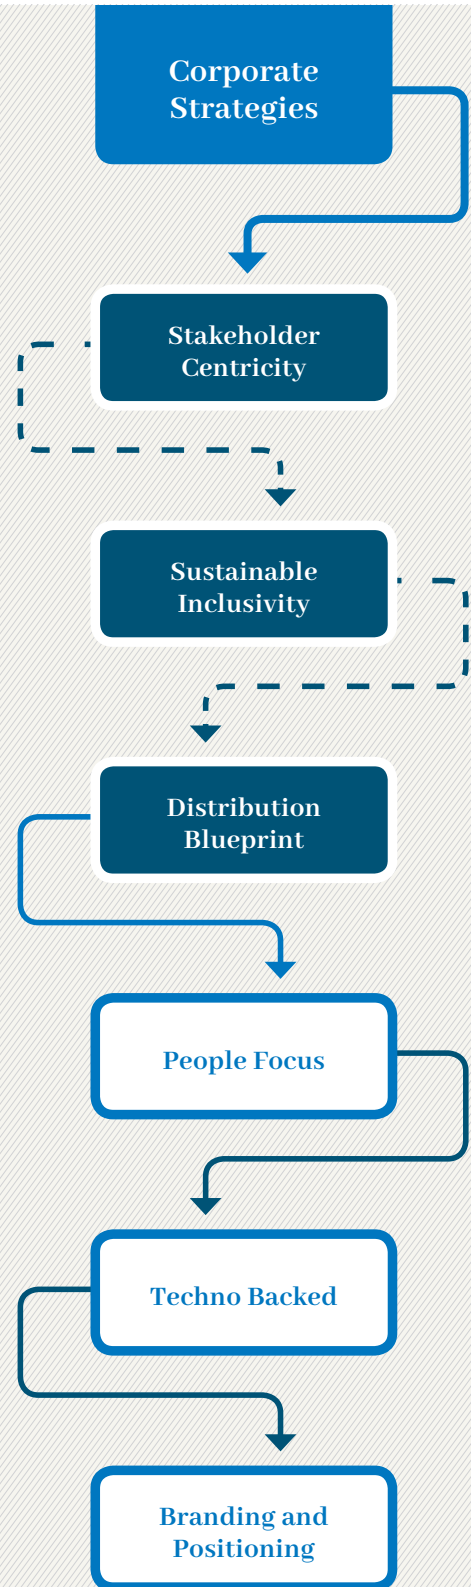 Corporate
Strategies
Stakeholder
Centricity
Sustainable
Inclusivity
Distribution
Blueprint
People Focus
Techno Backed
Branding and
Positioning